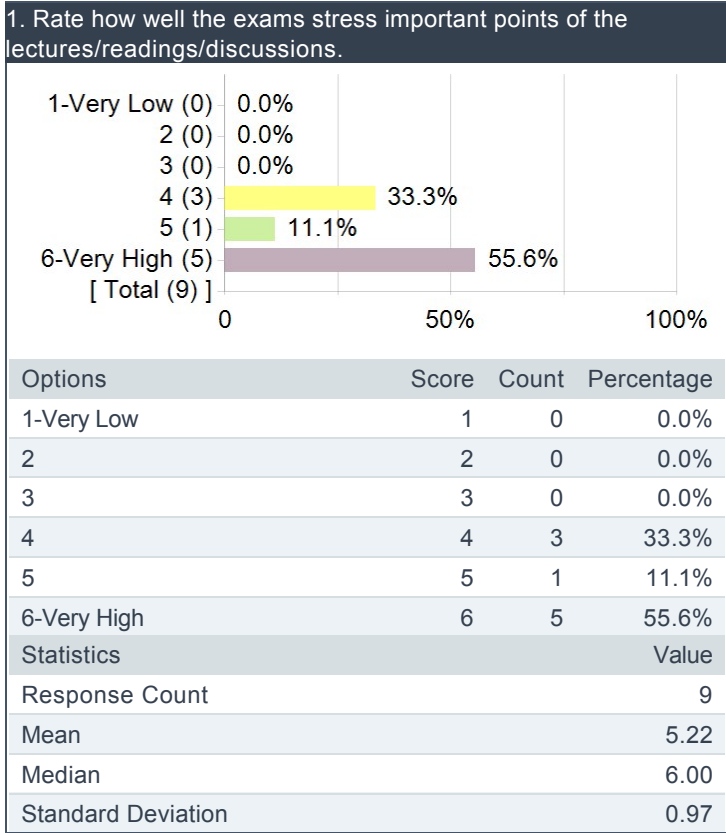 1. Rate how well the exams stress important points of the
lectures/readings/discussions.
1-Very Low (0) 0.0%
2 (0) 0.0%
3 (0) 0.0%
4 (3) 33.3%
5 (1) 11.1%
6-Very High (5) 55.6%
[ Total (9) ]
0 50% 100%
Options Score Count Percentage
1-Very Low 1 0 0.0%
2 2 0 0.0%
3 3 0 0.0%
4 4 3 33.3%
5 5 1 11.1%
6-Very High 6 5 55.6%
Statistics Value
Response Count 9
Mean 5.22
Median 6.00
Standard Deviation 0.97